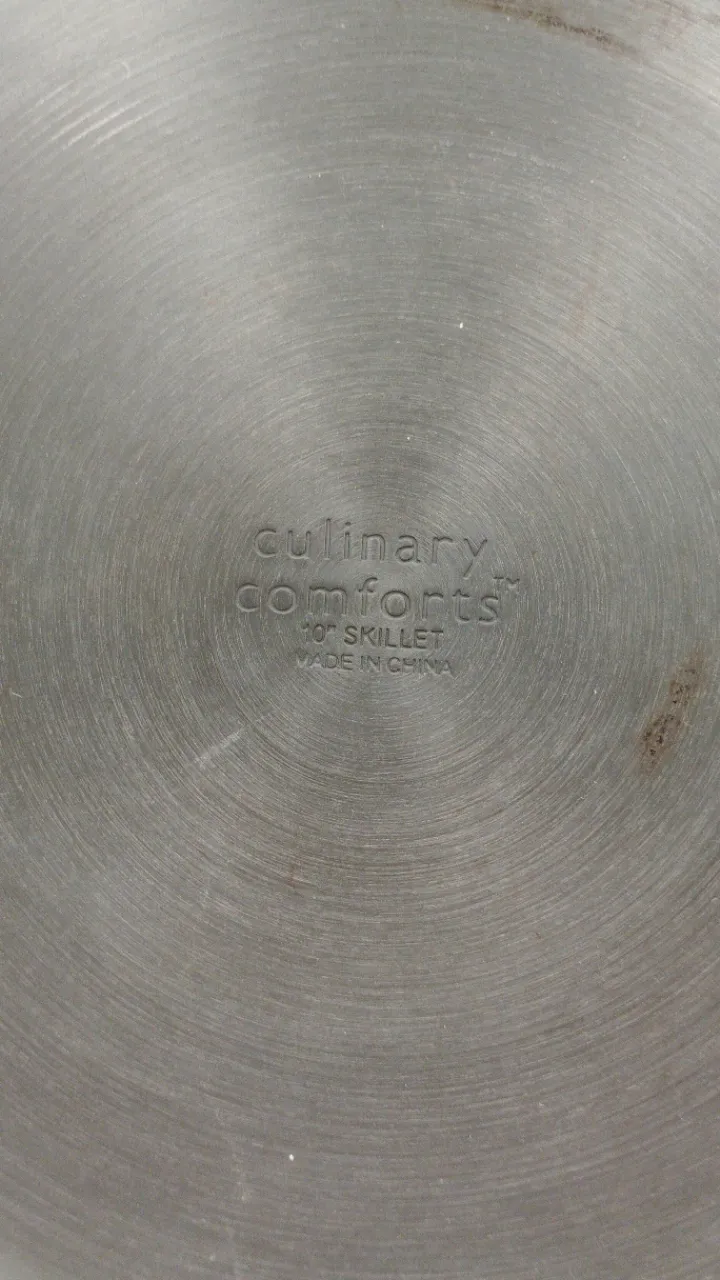 culinary
comforts™
10" SKILLET
MADE IN CHINA